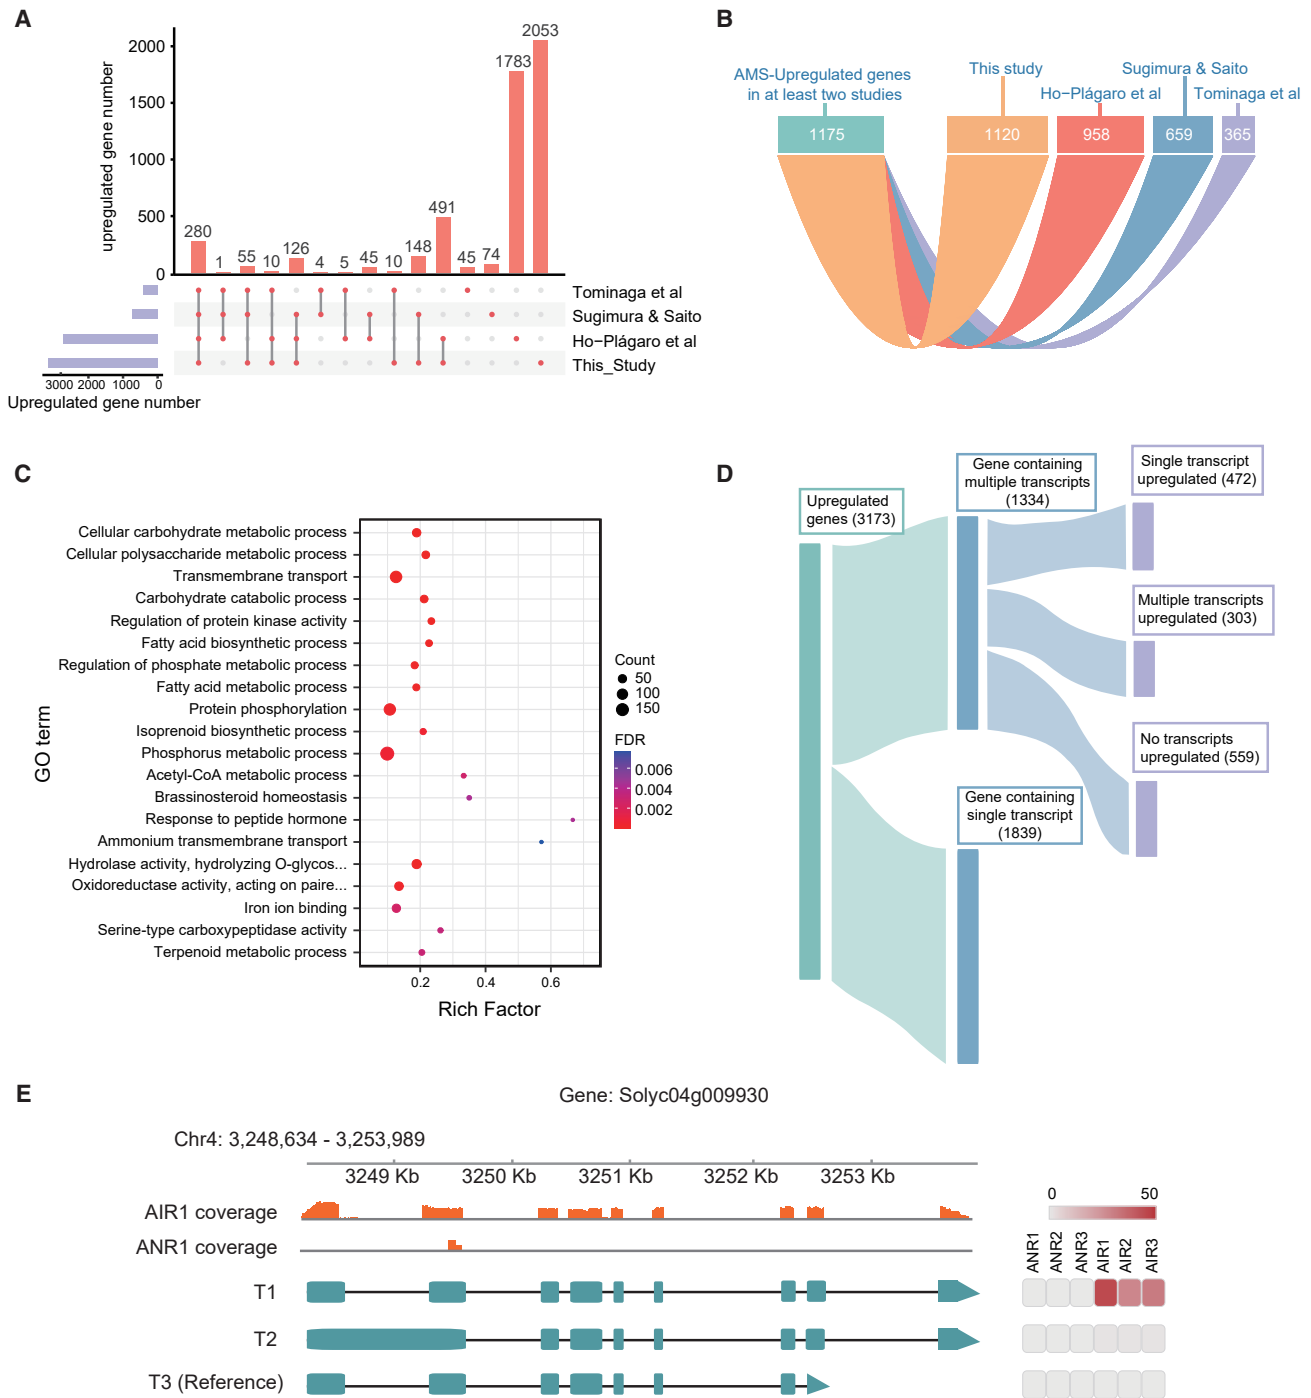 A
upregulated gene number
2000
1500
1000
500
0
280
1
55
10
126
4
5
45
10
148
491
45
74
1783
2053
Tominaga et al
Sugimura & Saito
Ho−Plágaro et al
This_Study
3000 2000 1000 0
Upregulated gene number
B
AMS-Upregulated genes
in at least two studies
This study
Ho−Plágaro et al
Sugimura & Saito
Tominaga et al
1175
1120
958
659
365
C
GO term
Cellular carbohydrate metabolic process
Cellular polysaccharide metabolic process
Transmembrane transport
Carbohydrate catabolic process
Regulation of protein kinase activity
Fatty acid biosynthetic process
Regulation of phosphate metabolic process
Fatty acid metabolic process
Protein phosphorylation
Isoprenoid biosynthetic process
Phosphorus metabolic process
Acetyl-CoA metabolic process
Brassinosteroid homeostasis
Response to peptide hormone
Ammonium transmembrane transport
Hydrolase activity, hydrolyzing O-glycos...
Oxidoreductase activity, acting on paire...
Iron ion binding
Serine-type carboxypeptidase activity
Terpenoid metabolic process
0.2 0.4 0.6
Rich Factor
Count
50
100
150
FDR
0.006
0.004
0.002
D
Upregulated
genes (3173)
Gene containing
multiple transcripts
(1334)
Single transcript
upregulated (472)
Multiple transcripts
upregulated (303)
No transcripts
upregulated (559)
Gene containing
single transcript
(1839)
E
Gene: Solyc04g009930
Chr4: 3,248,634 - 3,253,989
3249 Kb 3250 Kb 3251 Kb 3252 Kb 3253 Kb
AIR1 coverage
ANR1 coverage
T1
T2
T3 (Reference)
0 50
ANR1
ANR2
ANR3
AIR1
AIR2
AIR3